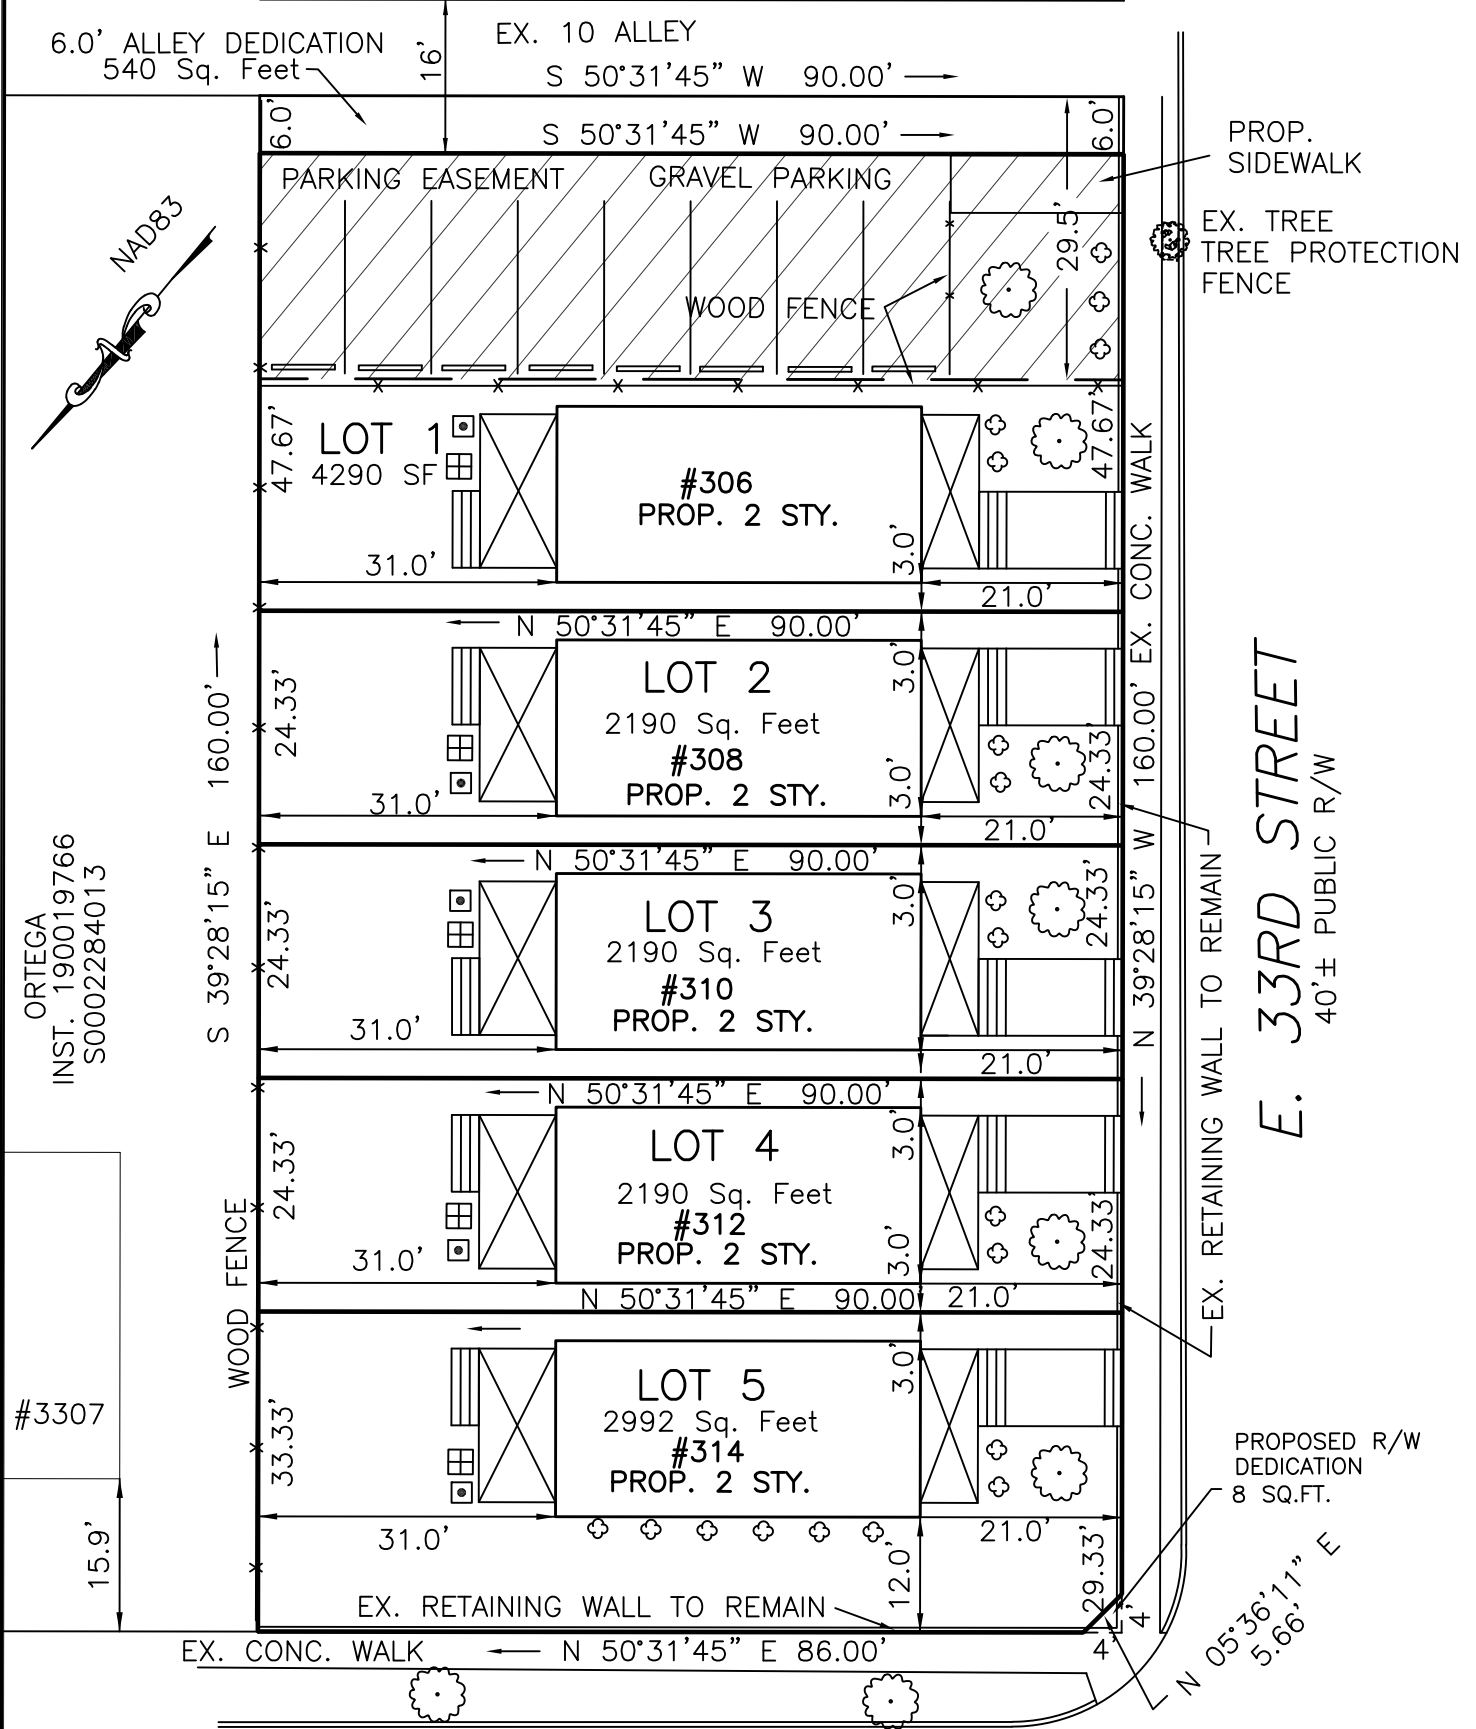 6.0' ALLEY DEDICATION
540 Sq. Feet
16'
EX. 10 ALLEY
S 50°31'45" W 90.00'
6.0'
S 50°31'45" W 90.00'
6.0'
PROP.
SIDEWALK
PARKING EASEMENT
GRAVEL PARKING
NAD83
29.5'
EX. TREE
TREE PROTECTION
FENCE
WOOD FENCE
47.67'
LOT 1
4290 SF
#306
PROP. 2 STY.
47.67'
31.0'
3.0'
21.0'
EX. CONC. WALK
N 50°31'45" E 90.00'
24.33'
LOT 2
2190 Sq. Feet
#308
PROP. 2 STY.
3.0'
3.0'
24.33'
31.0'
21.0'
S 39°28'15" E 160.00'
N 39°28'15" W 160.00'
E. 33RD STREET
40'± PUBLIC R/W
ORTEGA
INST. 190019766
S0002284013
N 50°31'45" E 90.00'
24.33'
LOT 3
2190 Sq. Feet
#310
PROP. 2 STY.
3.0'
24.33'
31.0'
21.0'
EX. RETAINING WALL TO REMAIN
N 50°31'45" E 90.00'
24.33'
LOT 4
2190 Sq. Feet
#312
PROP. 2 STY.
3.0'
3.0'
24.33'
31.0'
N 50°31'45" E 90.00'
21.0'
WOOD FENCE
33.33'
LOT 5
2992 Sq. Feet
#314
PROP. 2 STY.
3.0'
31.0'
21.0'
12.0'
29.33'
#3307
15.9'
PROPOSED R/W
DEDICATION
8 SQ.FT.
EX. RETAINING WALL TO REMAIN
4'
4'
N 05°36'11" E
5.66'
EX. CONC. WALK
N 50°31'45" E 86.00'